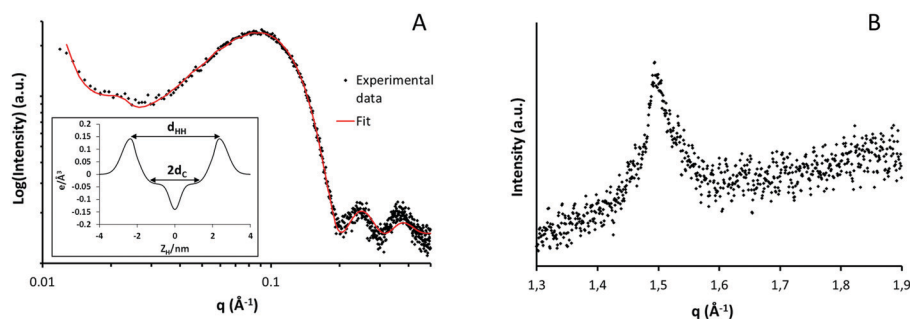 A
Log(Intensity) (a.u.)
Experimental
data
Fit
d_HH
2d_C
e/Å³
0.2
0.15
0.1
0.05
0
-0.05
-0.1
-0.15
-0.2
-4
-2
0
2
4
Z_H/nm
0.01
0.1
q (Å⁻¹)
B
Intensity (a.u.)
1,3
1,4
1,5
1,6
1,7
1,8
1,9
q (Å⁻¹)